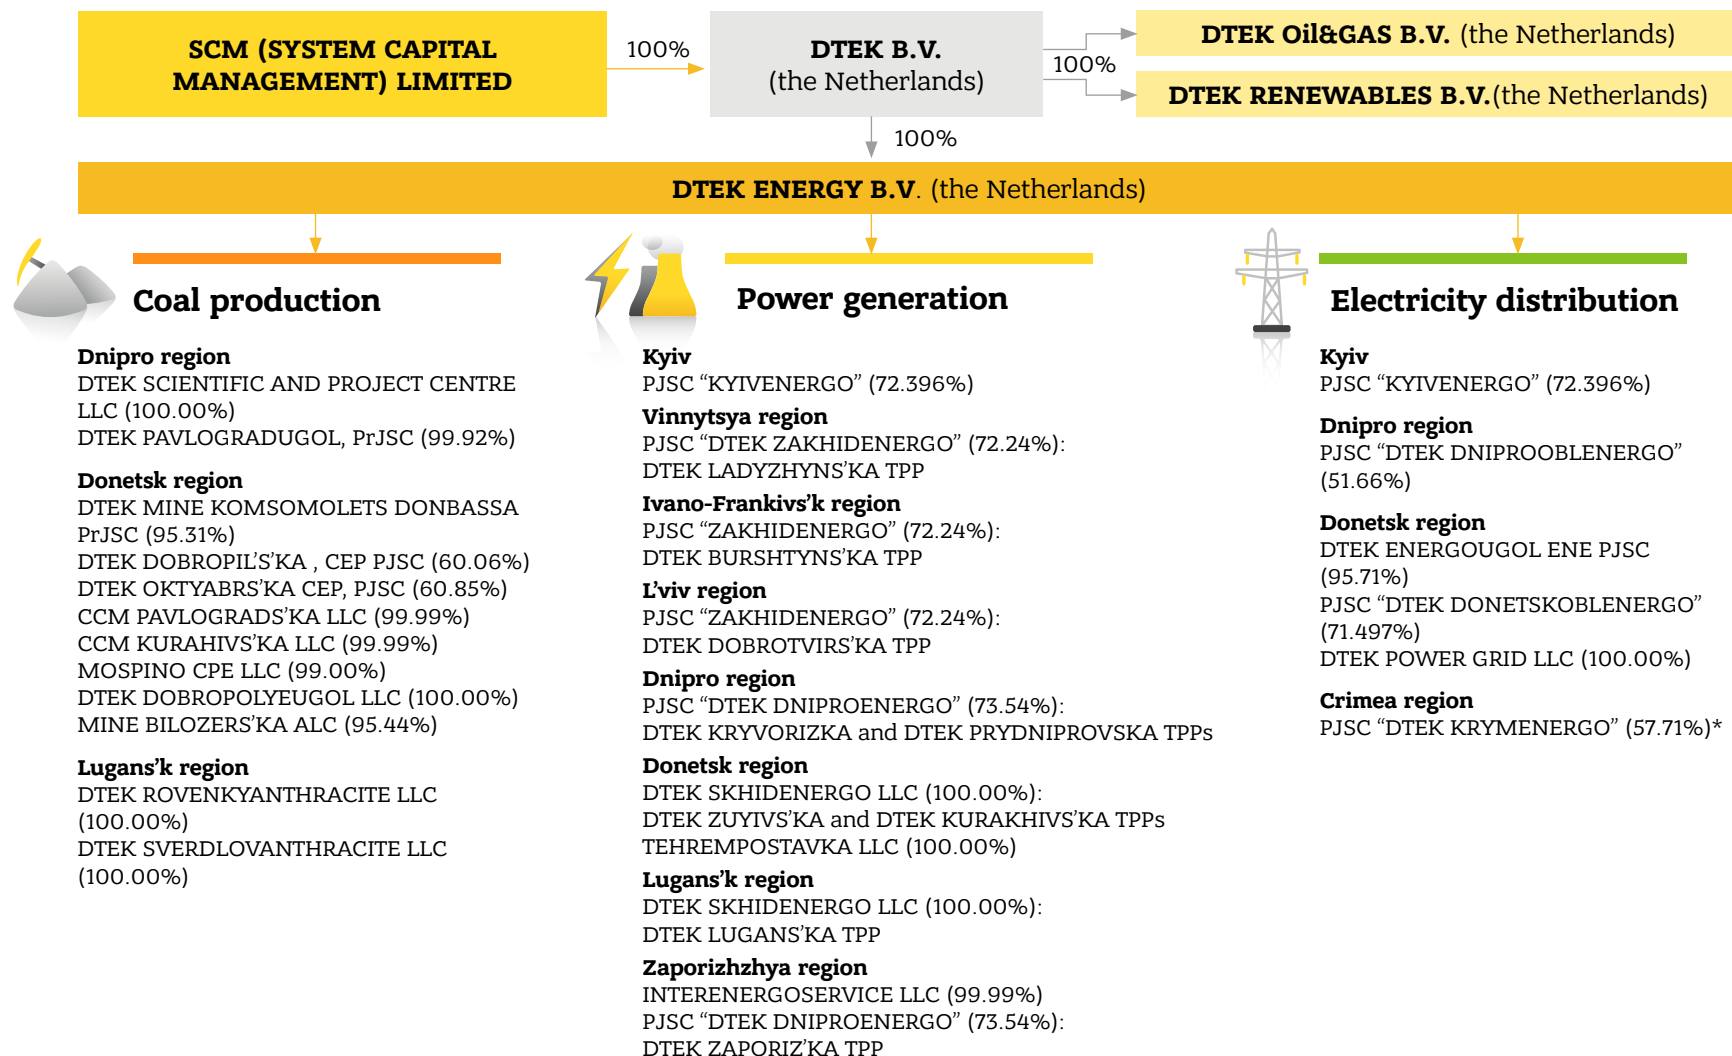 SCM (SYSTEM CAPITAL
MANAGEMENT) LIMITED
100%
DTEK B.V.
(the Netherlands)
100%
DTEK Oil&GAS B.V. (the Netherlands)
DTEK RENEWABLES B.V.(the Netherlands)
100%
DTEK ENERGY B.V. (the Netherlands)
Coal production
Dnipro region
DTEK SCIENTIFIC AND PROJECT CENTRE
LLC (100.00%)
DTEK PAVLOGRADUGOL, PrJSC (99.92%)
Donetsk region
DTEK MINE KOMSOMOLETS DONBASSA
PrJSC (95.31%)
DTEK DOBROPIL’S’KA , CEP PJSC (60.06%)
DTEK OKTYABRS’KA CEP, PJSC (60.85%)
CCM PAVLOGRADS’KA LLC (99.99%)
CCM KURAHIVS’KA LLC (99.99%)
MOSPINO CPE LLC (99.00%)
DTEK DOBROPOLYEUGOL LLC (100.00%)
MINE BILOZERS’KA ALC (95.44%)
Lugans’k region
DTEK ROVENKYANTHRACITE LLC
(100.00%)
DTEK SVERDLOVANTHRACITE LLC
(100.00%)
Power generation
Kyiv
PJSC “KYIVENERGO” (72.396%)
Vinnytsya region
PJSC “DTEK ZAKHIDENERGO” (72.24%):
DTEK LADYZHYNS’KA TPP
Ivano-Frankivs’k region
PJSC “ZAKHIDENERGO” (72.24%):
DTEK BURSHTYNS’KA TPP
L’viv region
PJSC “ZAKHIDENERGO” (72.24%):
DTEK DOBROTVIRS’KA TPP
Dnipro region
PJSC “DTEK DNIPROENERGO” (73.54%):
DTEK KRYVORIZKA and DTEK PRYDNIPROVSKA TPPs
Donetsk region
DTEK SKHIDENERGO LLC (100.00%):
DTEK ZUYIVS’KA and DTEK KURAKHIVS’KA TPPs
TEHREMPOSTAVKA LLC (100.00%)
Lugans’k region
DTEK SKHIDENERGO LLC (100.00%):
DTEK LUGANS’KA TPP
Zaporizhzhya region
INTERENERGOSERVICE LLC (99.99%)
PJSC “DTEK DNIPROENERGO” (73.54%):
DTEK ZAPORIZ’KA TPP
Electricity distribution
Kyiv
PJSC “KYIVENERGO” (72.396%)
Dnipro region
PJSC “DTEK DNIPROOBLENERGO”
(51.66%)
Donetsk region
DTEK ENERGOUGOL ENE PJSC
(95.71%)
PJSC “DTEK DONETSKOBLENERGO”
(71.497%)
DTEK POWER GRID LLC (100.00%)
Crimea region
PJSC “DTEK KRYMENERGO” (57.71%)*